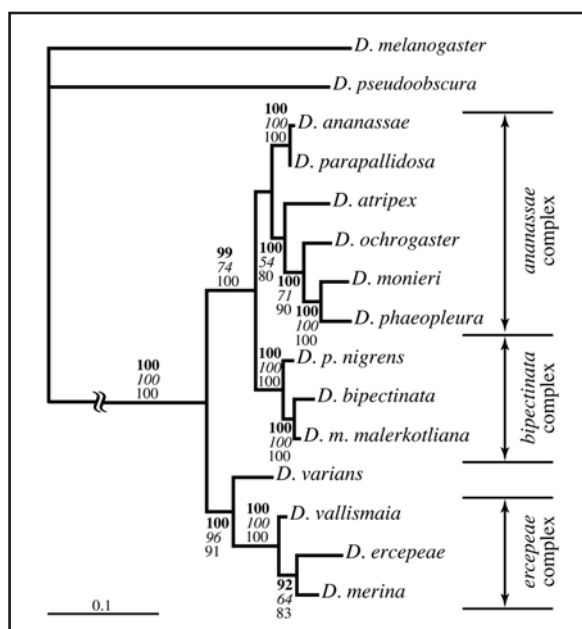 D. melanogaster
D. pseudoobscura
100
100
100
D. ananassae
D. parapallidosa
D. atripex
100
54
80
D. ochrogaster
99
74
100
100
71
90
D. monieri
100
100
100
D. phaeopleura
ananassae
complex
100
100
100
D. p. nigrens
100
100
100
D. bipectinata
100
100
100
D. m. malerkotliana
bipectinata
complex
D. varians
100
96
91
100
100
100
D. vallismaia
D. ercepeae
92
64
83
D. merina
ercepeae
complex
0.1